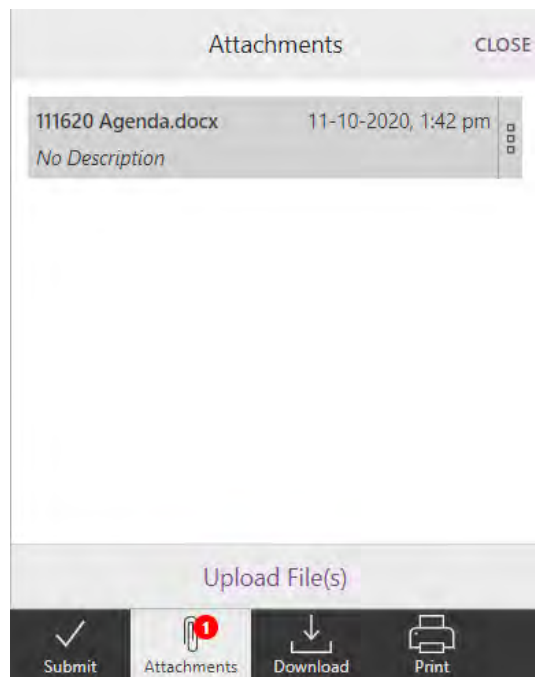 Attachments CLOSE
111620 Agenda.docx 11-10-2020, 1:42 pm
No Description
Upload File(s)
1
Submit Attachments Download Print